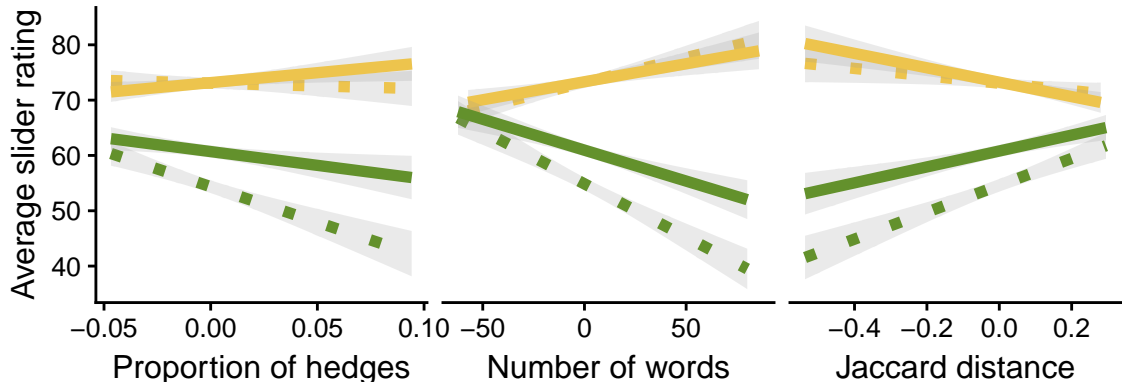 Average slider rating
80
70
60
50
40
−0.05 0.00 0.05 0.10
−50 0 50
−0.4 −0.2 0.0 0.2
Proportion of hedges
Number of words
Jaccard distance